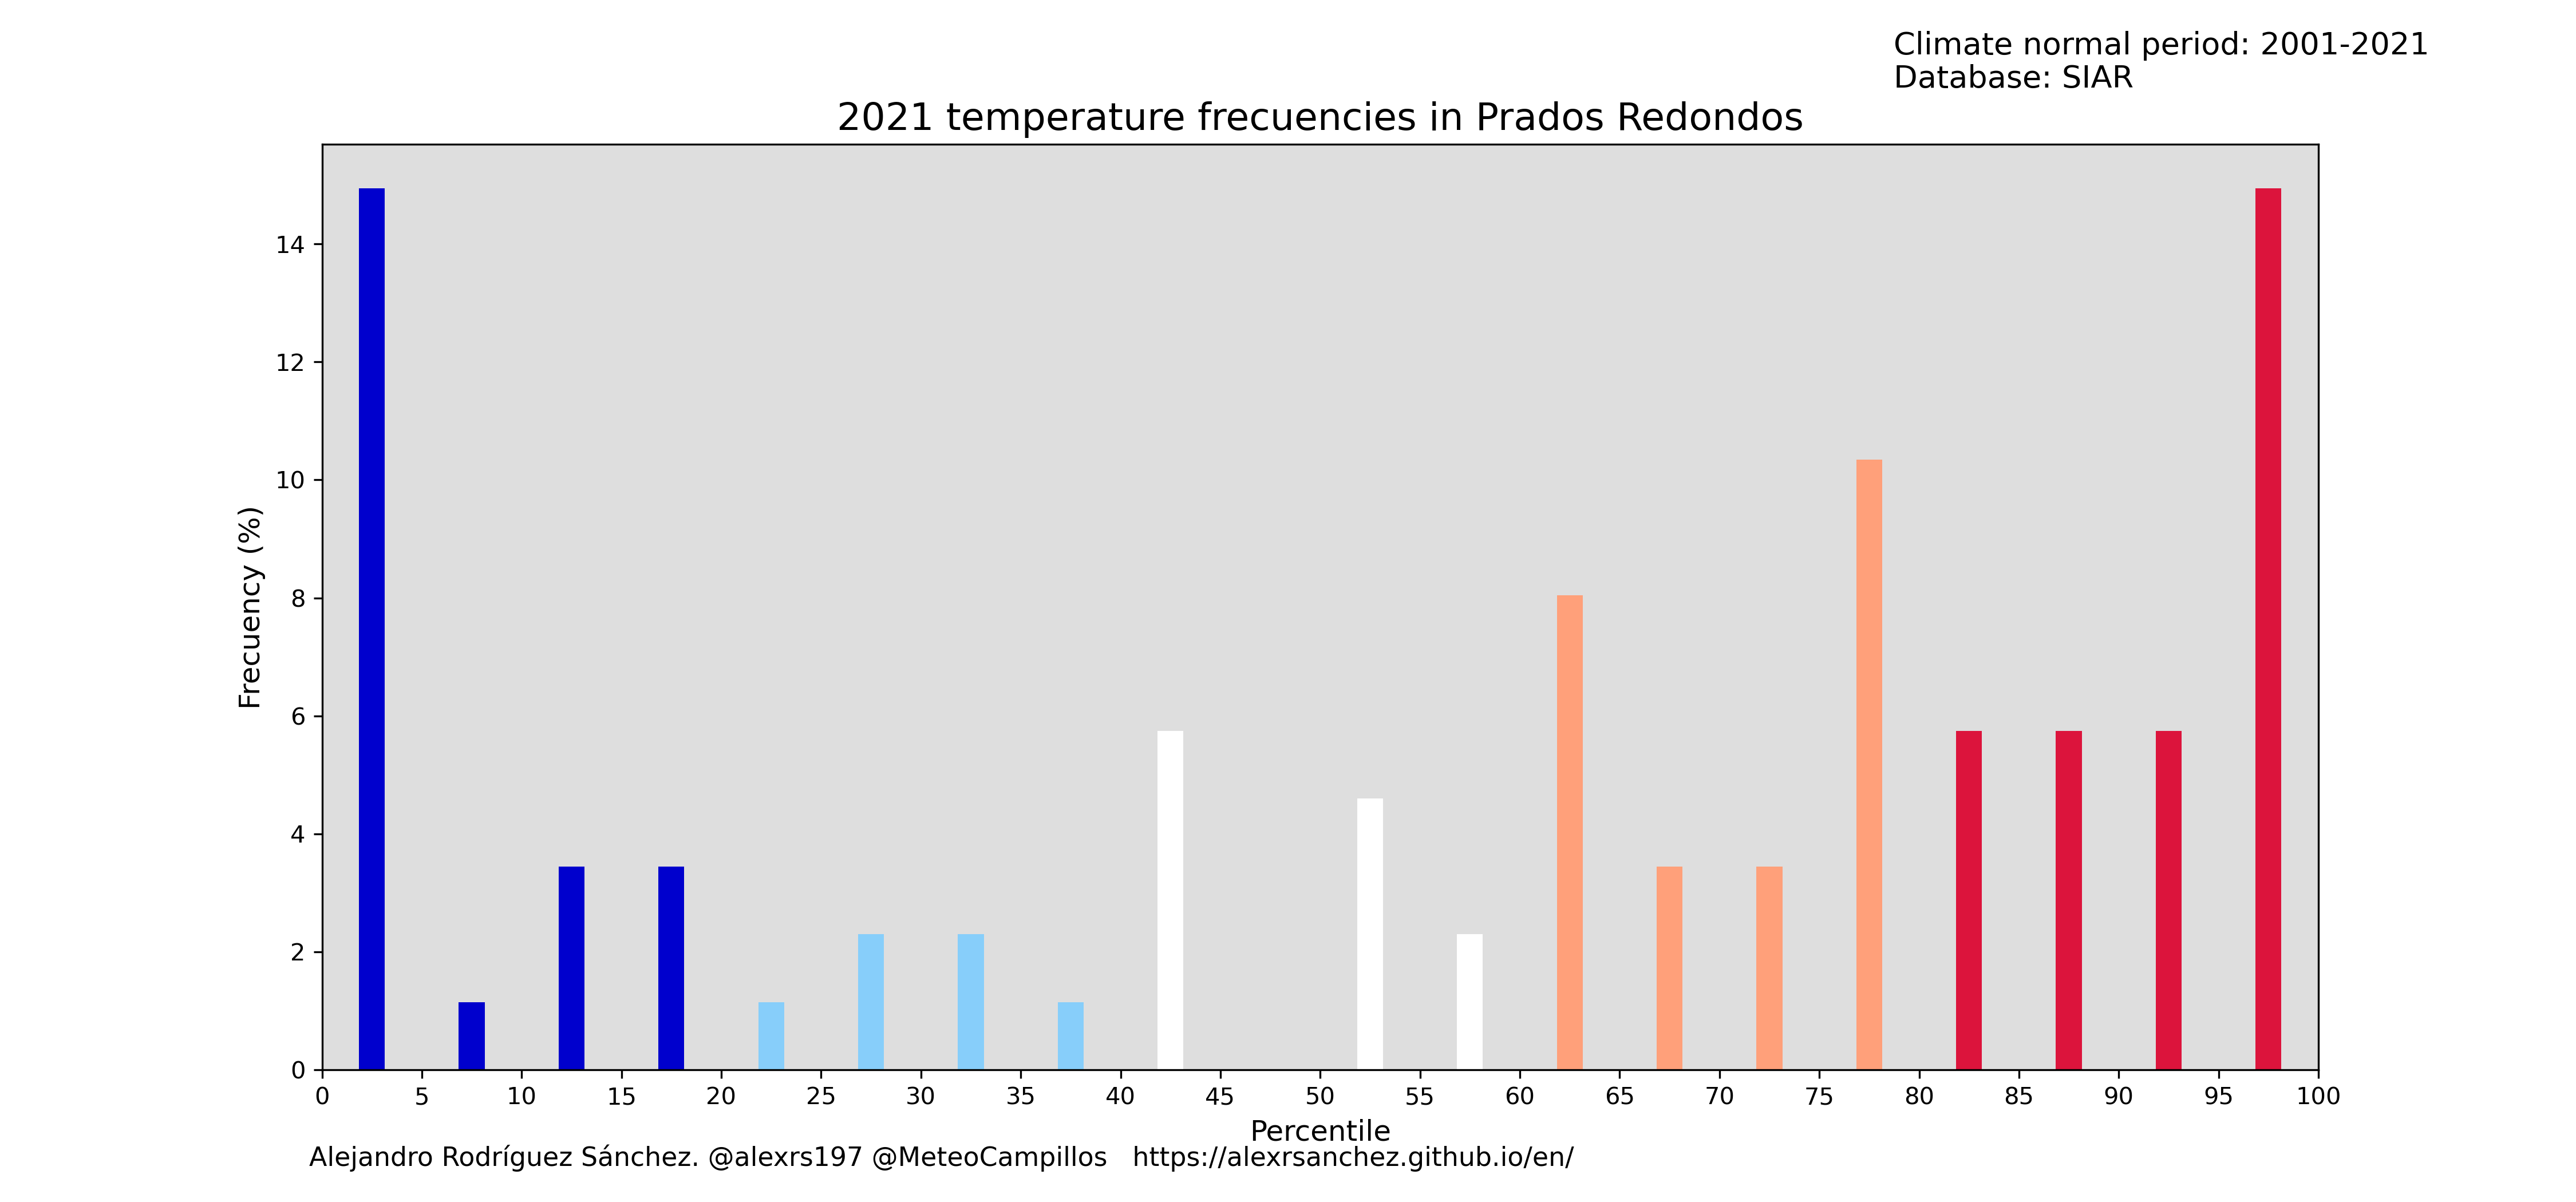 Climate normal period: 2001-2021
Database: SIAR
2021 temperature frecuencies in Prados Redondos
14
12
10
8
6
4
2
0
Frecuency (%)
0 5 10 15 20 25 30 35 40 45 50 55 60 65 70 75 80 85 90 95 100
Percentile
Alejandro Rodríguez Sánchez. @alexrs197 @MeteoCampillos https://alexrsanchez.github.io/en/